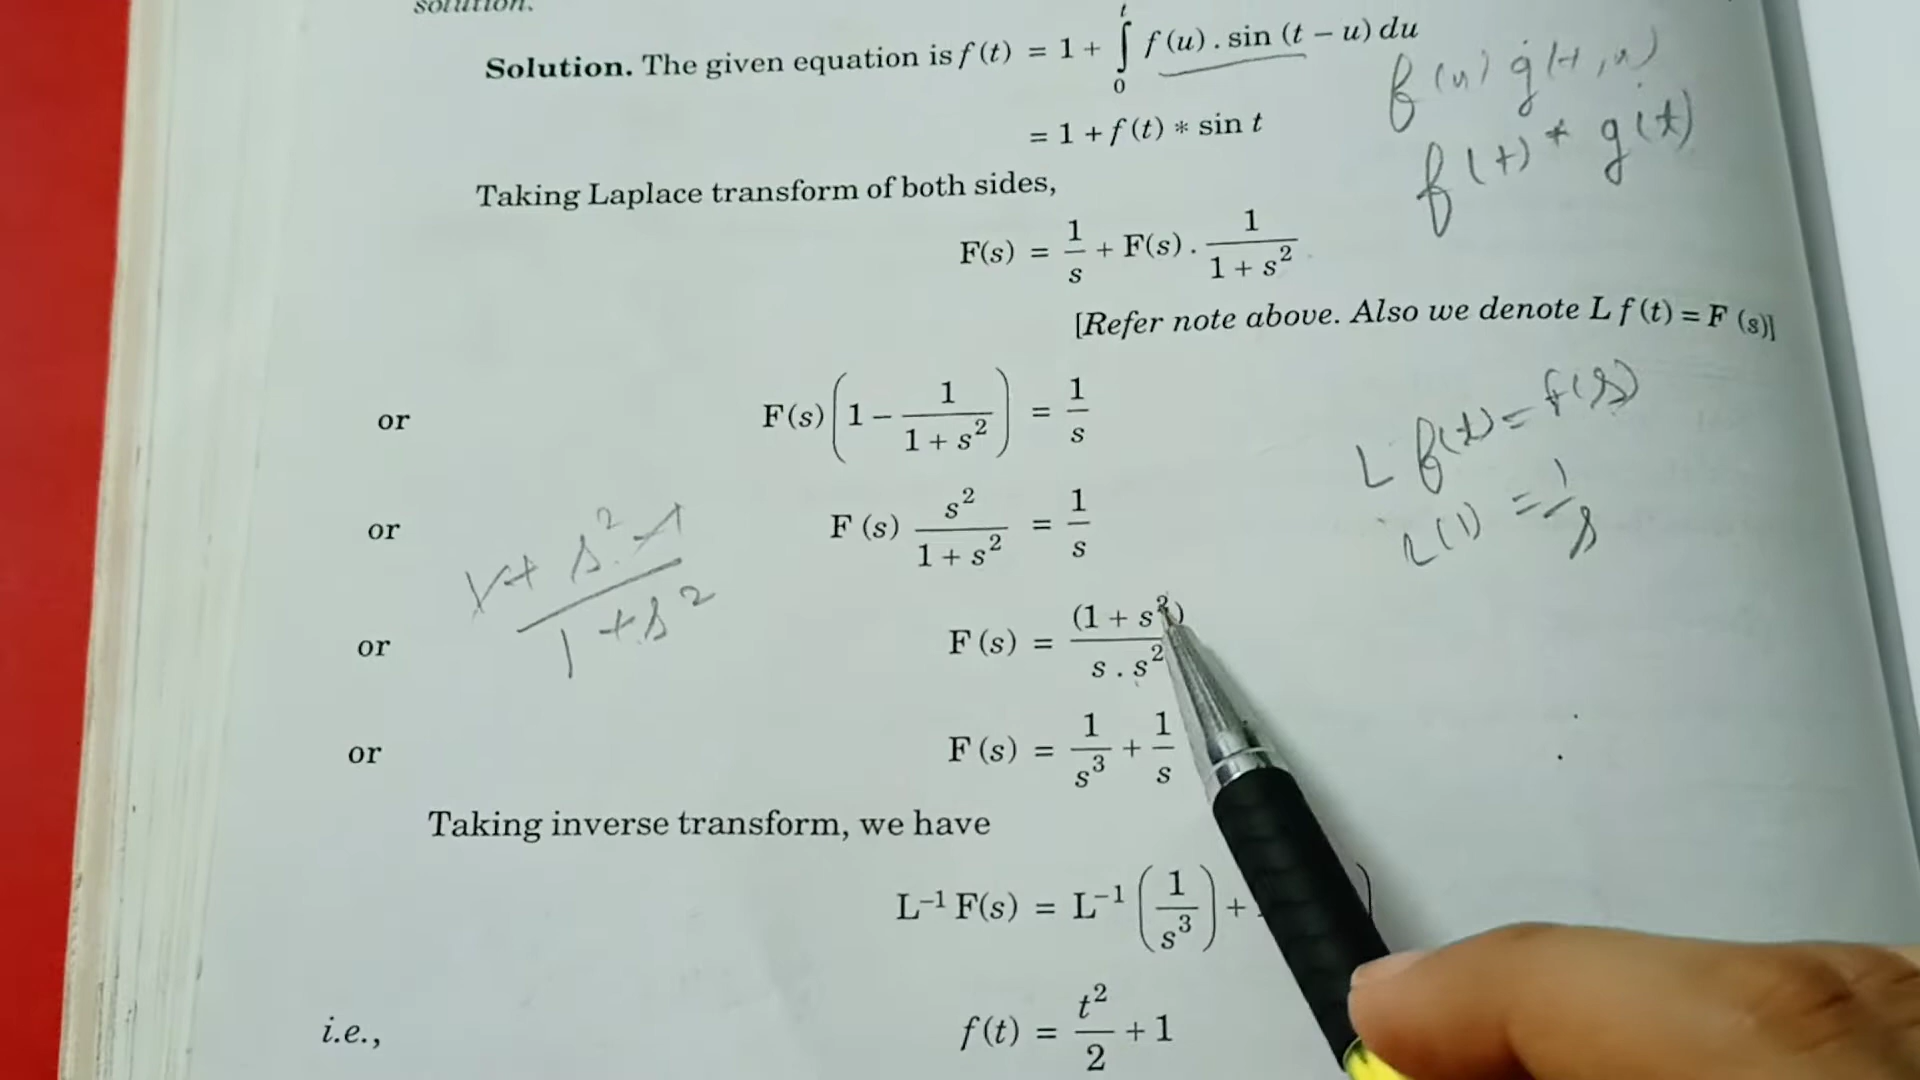 solution.
Solution. The given equation is f(t) = 1 + ∫₀ᵗ f(u) . sin (t – u) du
f(u) g(t, u)
= 1 + f(t) * sin t
f(t) * g(t)
Taking Laplace transform of both sides,
F(s) = 1/s + F(s) . 1/(1 + s²)
[Refer note above. Also we denote L f(t) = F (s)]
or F(s) (1 – 1/(1 + s²)) = 1/s
L f(t) = f(s)
or F (s) s²/(1 + s²) = 1/s
L(1) = 1/s
(1 + s² – 1)/(1 + s²)
or F (s) = (1 + s²)/(s . s²)
or F (s) = 1/s³ + 1/s
Taking inverse transform, we have
L⁻¹ F(s) = L⁻¹ (1/s³) +
i.e., f(t) = t²/2 + 1